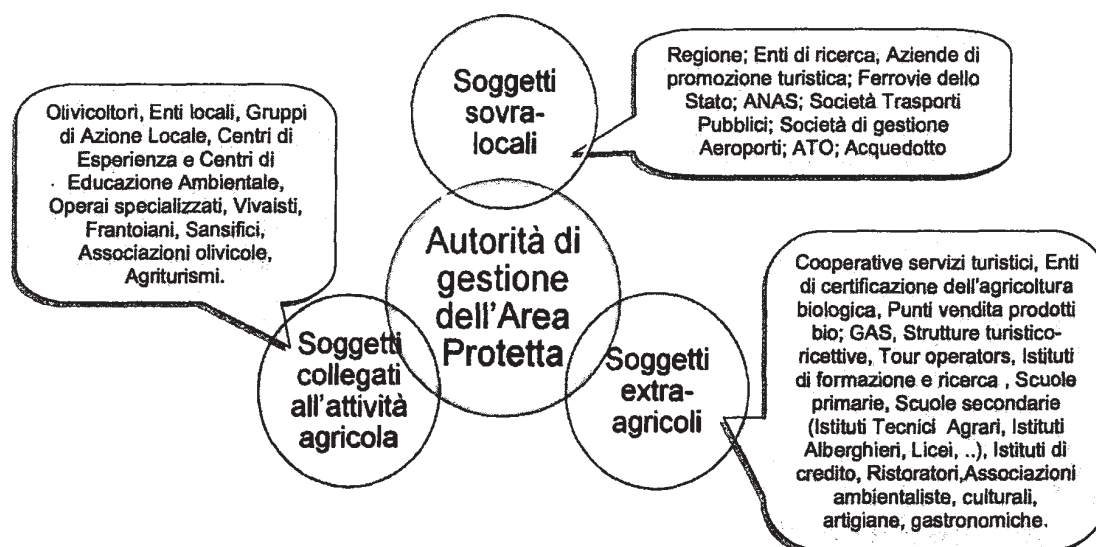 Soggetti
sovra-
locali
Regione; Enti di ricerca, Aziende di
promozione turistica; Ferrovie dello
Stato; ANAS; Società Trasporti
Pubblici; Società di gestione
Aeroporti; ATO; Acquedotto
Olivicoltori, Enti locali, Gruppi
di Azione Locale, Centri di
Esperienza e Centri di
Educazione Ambientale,
Operai specializzati, Vivaisti,
Frantoiani, Sansifici,
Associazioni olivicole,
Agriturismi.
Autorità di
gestione
dell'Area
Protetta
Soggetti
collegati
all'attività
agricola
Soggetti
extra-
agricoli
Cooperative servizi turistici, Enti
di certificazione dell'agricoltura
biologica, Punti vendita prodotti
bio; GAS, Strutture turistico-
ricettive, Tour operators, Istituti
di formazione e ricerca , Scuole
primarie, Scuole secondarie
(Istituti Tecnici Agrari, Istituti
Alberghieri, Licei, ..), Istituti di
credito, Ristoratori,Associazioni
ambientaliste, culturali,
artigiane, gastronomiche.